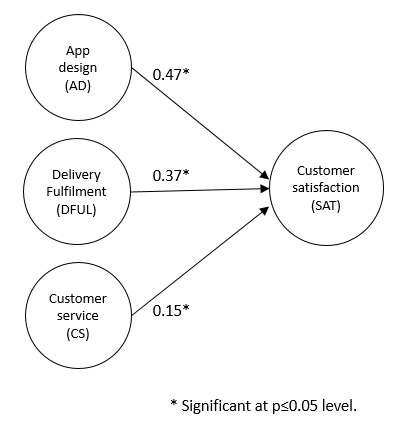 App
design
(AD)
0.47*
Delivery
Fulfilment
(DFUL)
0.37*
Customer
satisfaction
(SAT)
Customer
service
(CS)
0.15*
* Significant at p≤0.05 level.